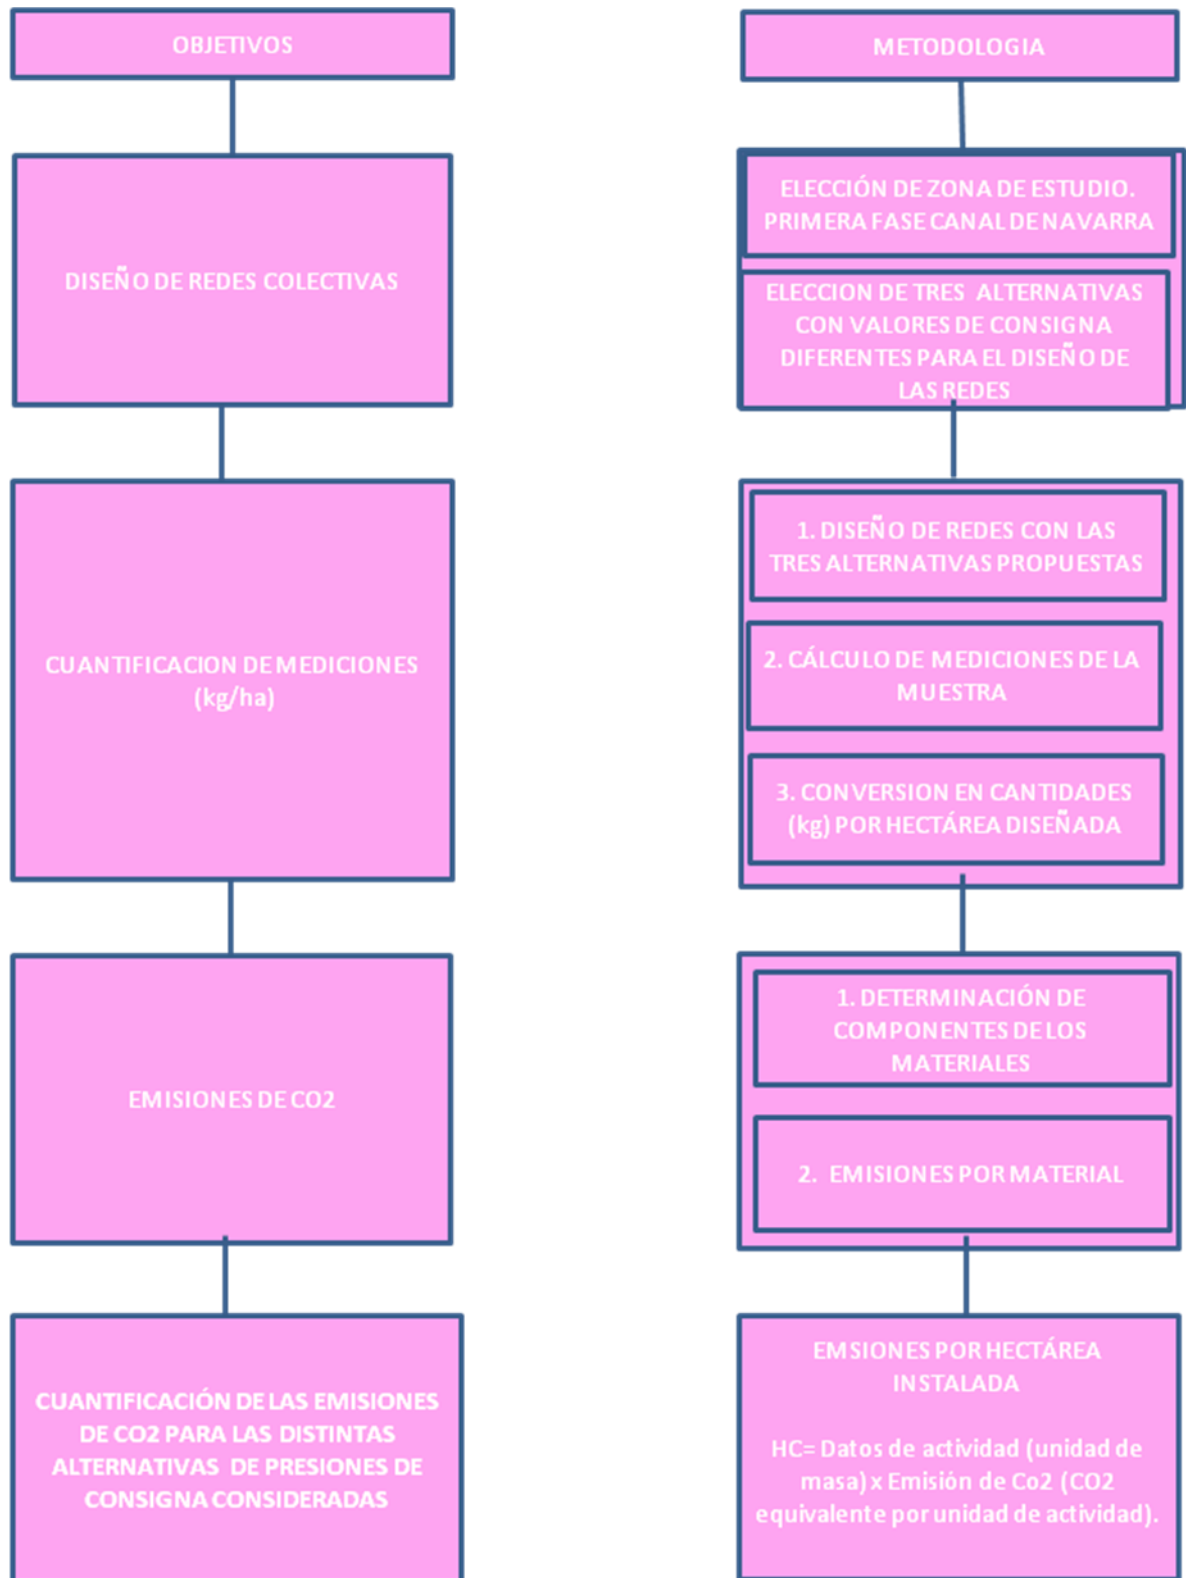 OBJETIVOS
DISEÑO DE REDES COLECTIVAS
CUANTIFICACION DE MEDICIONES
(kg/ha)
EMISIONES DE CO2
CUANTIFICACIÓN DE LAS EMISIONES
DE CO2 PARA LAS DISTINTAS
ALTERNATIVAS DE PRESIONES DE
CONSIGNA CONSIDERADAS
METODOLOGIA
ELECCIÓN DE ZONA DE ESTUDIO.
PRIMERA FASE CANAL DE NAVARRA
ELECCION DE TRES ALTERNATIVAS
CON VALORES DE CONSIGNA
DIFERENTES PARA EL DISEÑO DE
LAS REDES
1. DISEÑO DE REDES CON LAS
TRES ALTERNATIVAS PROPUESTAS
2. CÁLCULO DE MEDICIONES DE LA
MUESTRA
3. CONVERSION EN CANTIDADES
(kg) POR HECTÁREA DISEÑADA
1. DETERMINACIÓN DE
COMPONENTES DE LOS
MATERIALES
2. EMISIONES POR MATERIAL
EMSIONES POR HECTÁREA
INSTALADA
HC= Datos de actividad (unidad de
masa) x Emisión de Co2 (CO2
equivalente por unidad de actividad).